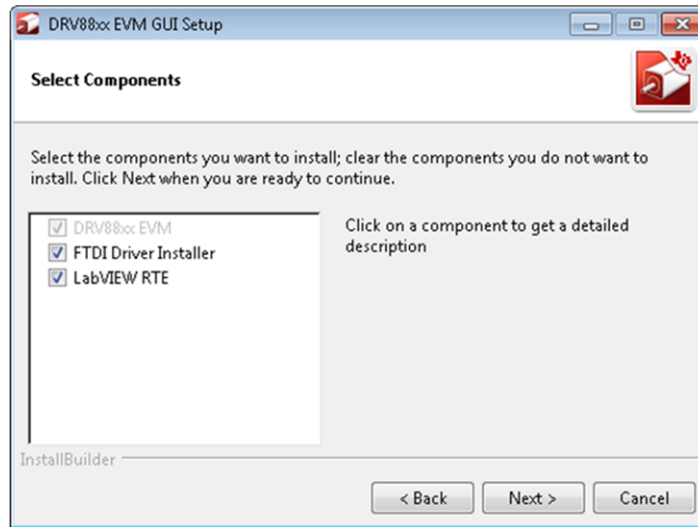 DRV88xx EVM GUI Setup
Select Components
Select the components you want to install; clear the components you do not want to
install. Click Next when you are ready to continue.
DRV88xx EVM
FTDI Driver Installer
LabVIEW RTE
Click on a component to get a detailed
description
InstallBuilder
< Back
Next >
Cancel